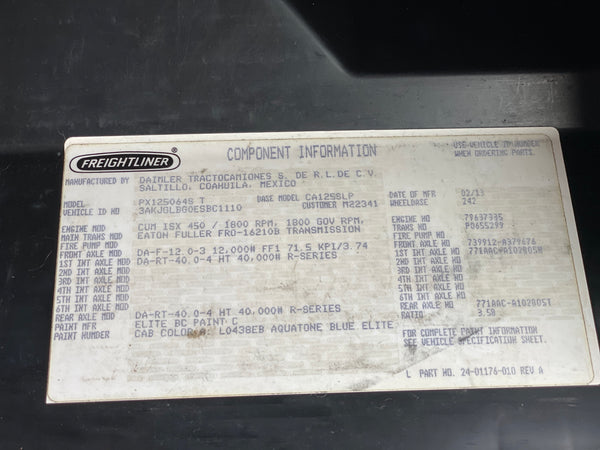 FREIGHTLINER
COMPONENT INFORMATION
USE VEHICLE ID NUMBER
WHEN ORDERING PARTS.
MANUFACTURED BY DAIMLER TRACTOCAMIONES S. DE R.L.DE C.V.
SALTILLO, COAHUILA, MEXICO
MODEL PX125064S T BASE MODEL CA125SLP DATE OF MFR 02/13
VEHICLE ID NO 3AKJGLBG0ESBC1110 CUSTOMER M22341 WHEELBASE 242
ENGINE MOD CUM ISX 450 / 1800 RPM, 1800 GOV RPM, ENGINE NO 79637335
MAIN TRANS MOD EATON FULLER FRO-16210B TRANSMISSION TRANS NO P0655299
FIRE PUMP MOD FIRE PUMP NO
FRONT AXLE MOD DA-F-12.0-3 12,000# FF1 71.5 KPI/3.74 FRONT AXLE NO 739912-A379676
1ST INT AXLE MOD DA-RT-40.0-4 HT 40,000# R-SERIES 1ST INT AXLE NO 771AAC-A102805H
2ND INT AXLE MOD 2ND INT AXLE NO
3RD INT AXLE MOD 3RD INT AXLE NO
4TH INT AXLE MOD 4TH INT AXLE NO
5TH INT AXLE MOD 5TH INT AXLE NO
6TH INT AXLE MOD 6TH INT AXLE NO
REAR AXLE MOD DA-RT-40.0-4 HT 40,000# R-SERIES REAR AXLE NO 771AAC-A102805T
PAINT MFR ELITE BC PAINT C RATIO 3.58
PAINT NUMBER CAB COLOR A: L0438EB AQUATONE BLUE ELITE
FOR COMPLETE PAINT INFORMATION
SEE VEHICLE SPECIFICATION SHEET.
L PART NO. 24-01176-010 REV A